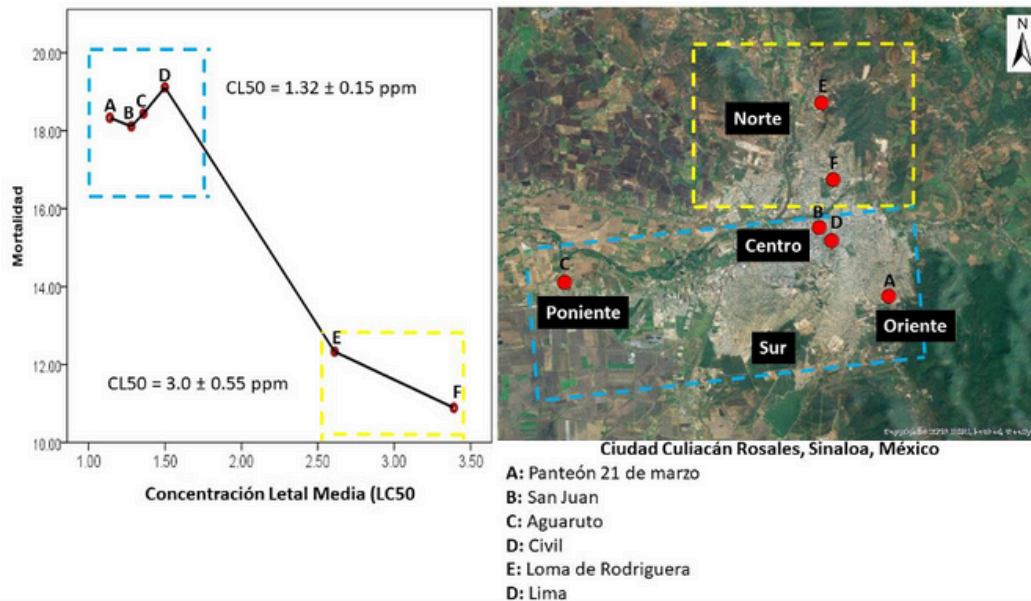 20.00
18.00
16.00
14.00
12.00
10.00
Mortalidad
A
B
C
D
E
F
CL50 = 1.32 ± 0.15 ppm
CL50 = 3.0 ± 0.55 ppm
1.00 1.50 2.00 2.50 3.00 3.50
Concentración Letal Media (LC50
N
E
Norte
F
B
D
Centro
C
Poniente
A
Oriente
Sur
Ciudad Culiacán Rosales, Sinaloa, México
A: Panteón 21 de marzo
B: San Juan
C: Aguaruto
D: Civil
E: Loma de Rodriguera
D: Lima